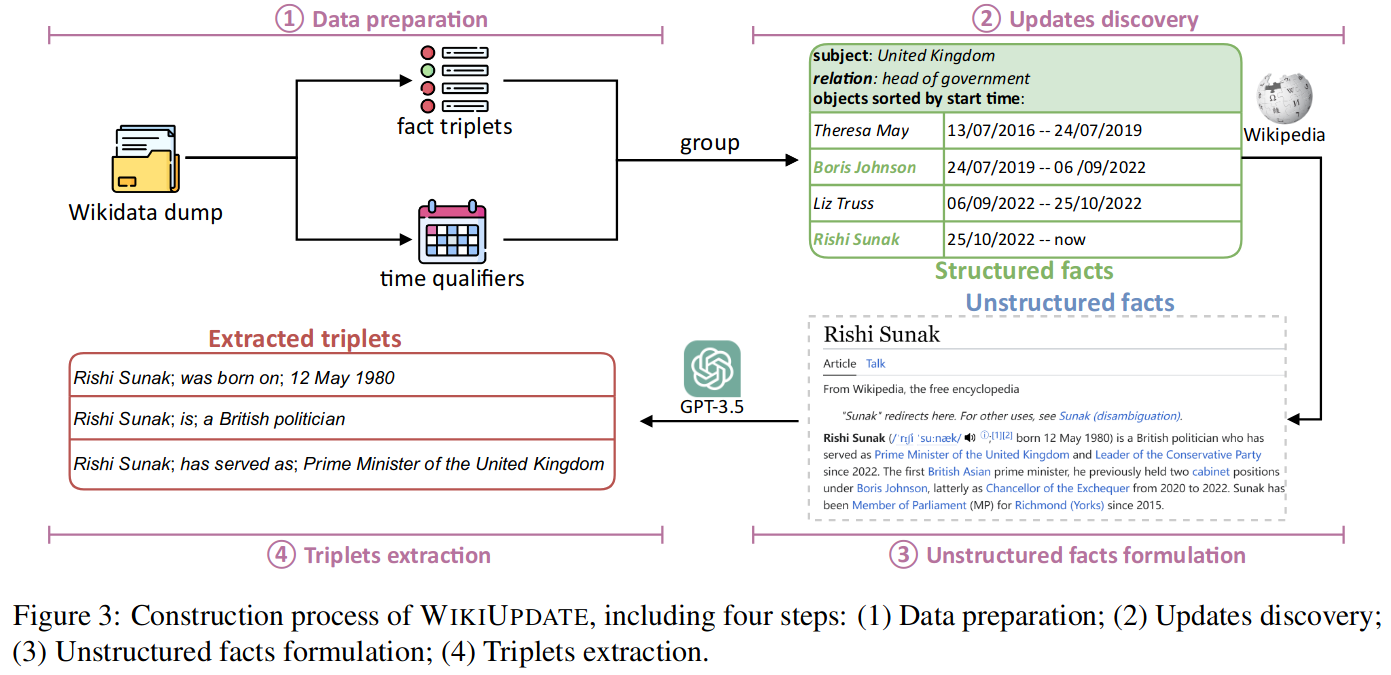 ① Data preparation
② Updates discovery
Wikidata dump
fact triplets
time qualifiers
group
subject: United Kingdom
relation: head of government
objects sorted by start time:
Theresa May 13/07/2016 -- 24/07/2019
Boris Johnson 24/07/2019 -- 06 /09/2022
Liz Truss 06/09/2022 -- 25/10/2022
Rishi Sunak 25/10/2022 -- now
Structured facts
Wikipedia
Unstructured facts
Rishi Sunak
Article Talk
From Wikipedia, the free encyclopedia
"Sunak" redirects here. For other uses, see Sunak (disambiguation).
Rishi Sunak (/ˈrɪʃi ˈsuːnæk/ ⓘ;[1][2] born 12 May 1980) is a British politician who has
served as Prime Minister of the United Kingdom and Leader of the Conservative Party
since 2022. The first British Asian prime minister, he previously held two cabinet positions
under Boris Johnson, latterly as Chancellor of the Exchequer from 2020 to 2022. Sunak has
been Member of Parliament (MP) for Richmond (Yorks) since 2015.
③ Unstructured facts formulation
GPT-3.5
Extracted triplets
Rishi Sunak; was born on; 12 May 1980
Rishi Sunak; is; a British politician
Rishi Sunak; has served as; Prime Minister of the United Kingdom
④ Triplets extraction
Figure 3: Construction process of WIKIUPDATE, including four steps: (1) Data preparation; (2) Updates discovery;
(3) Unstructured facts formulation; (4) Triplets extraction.